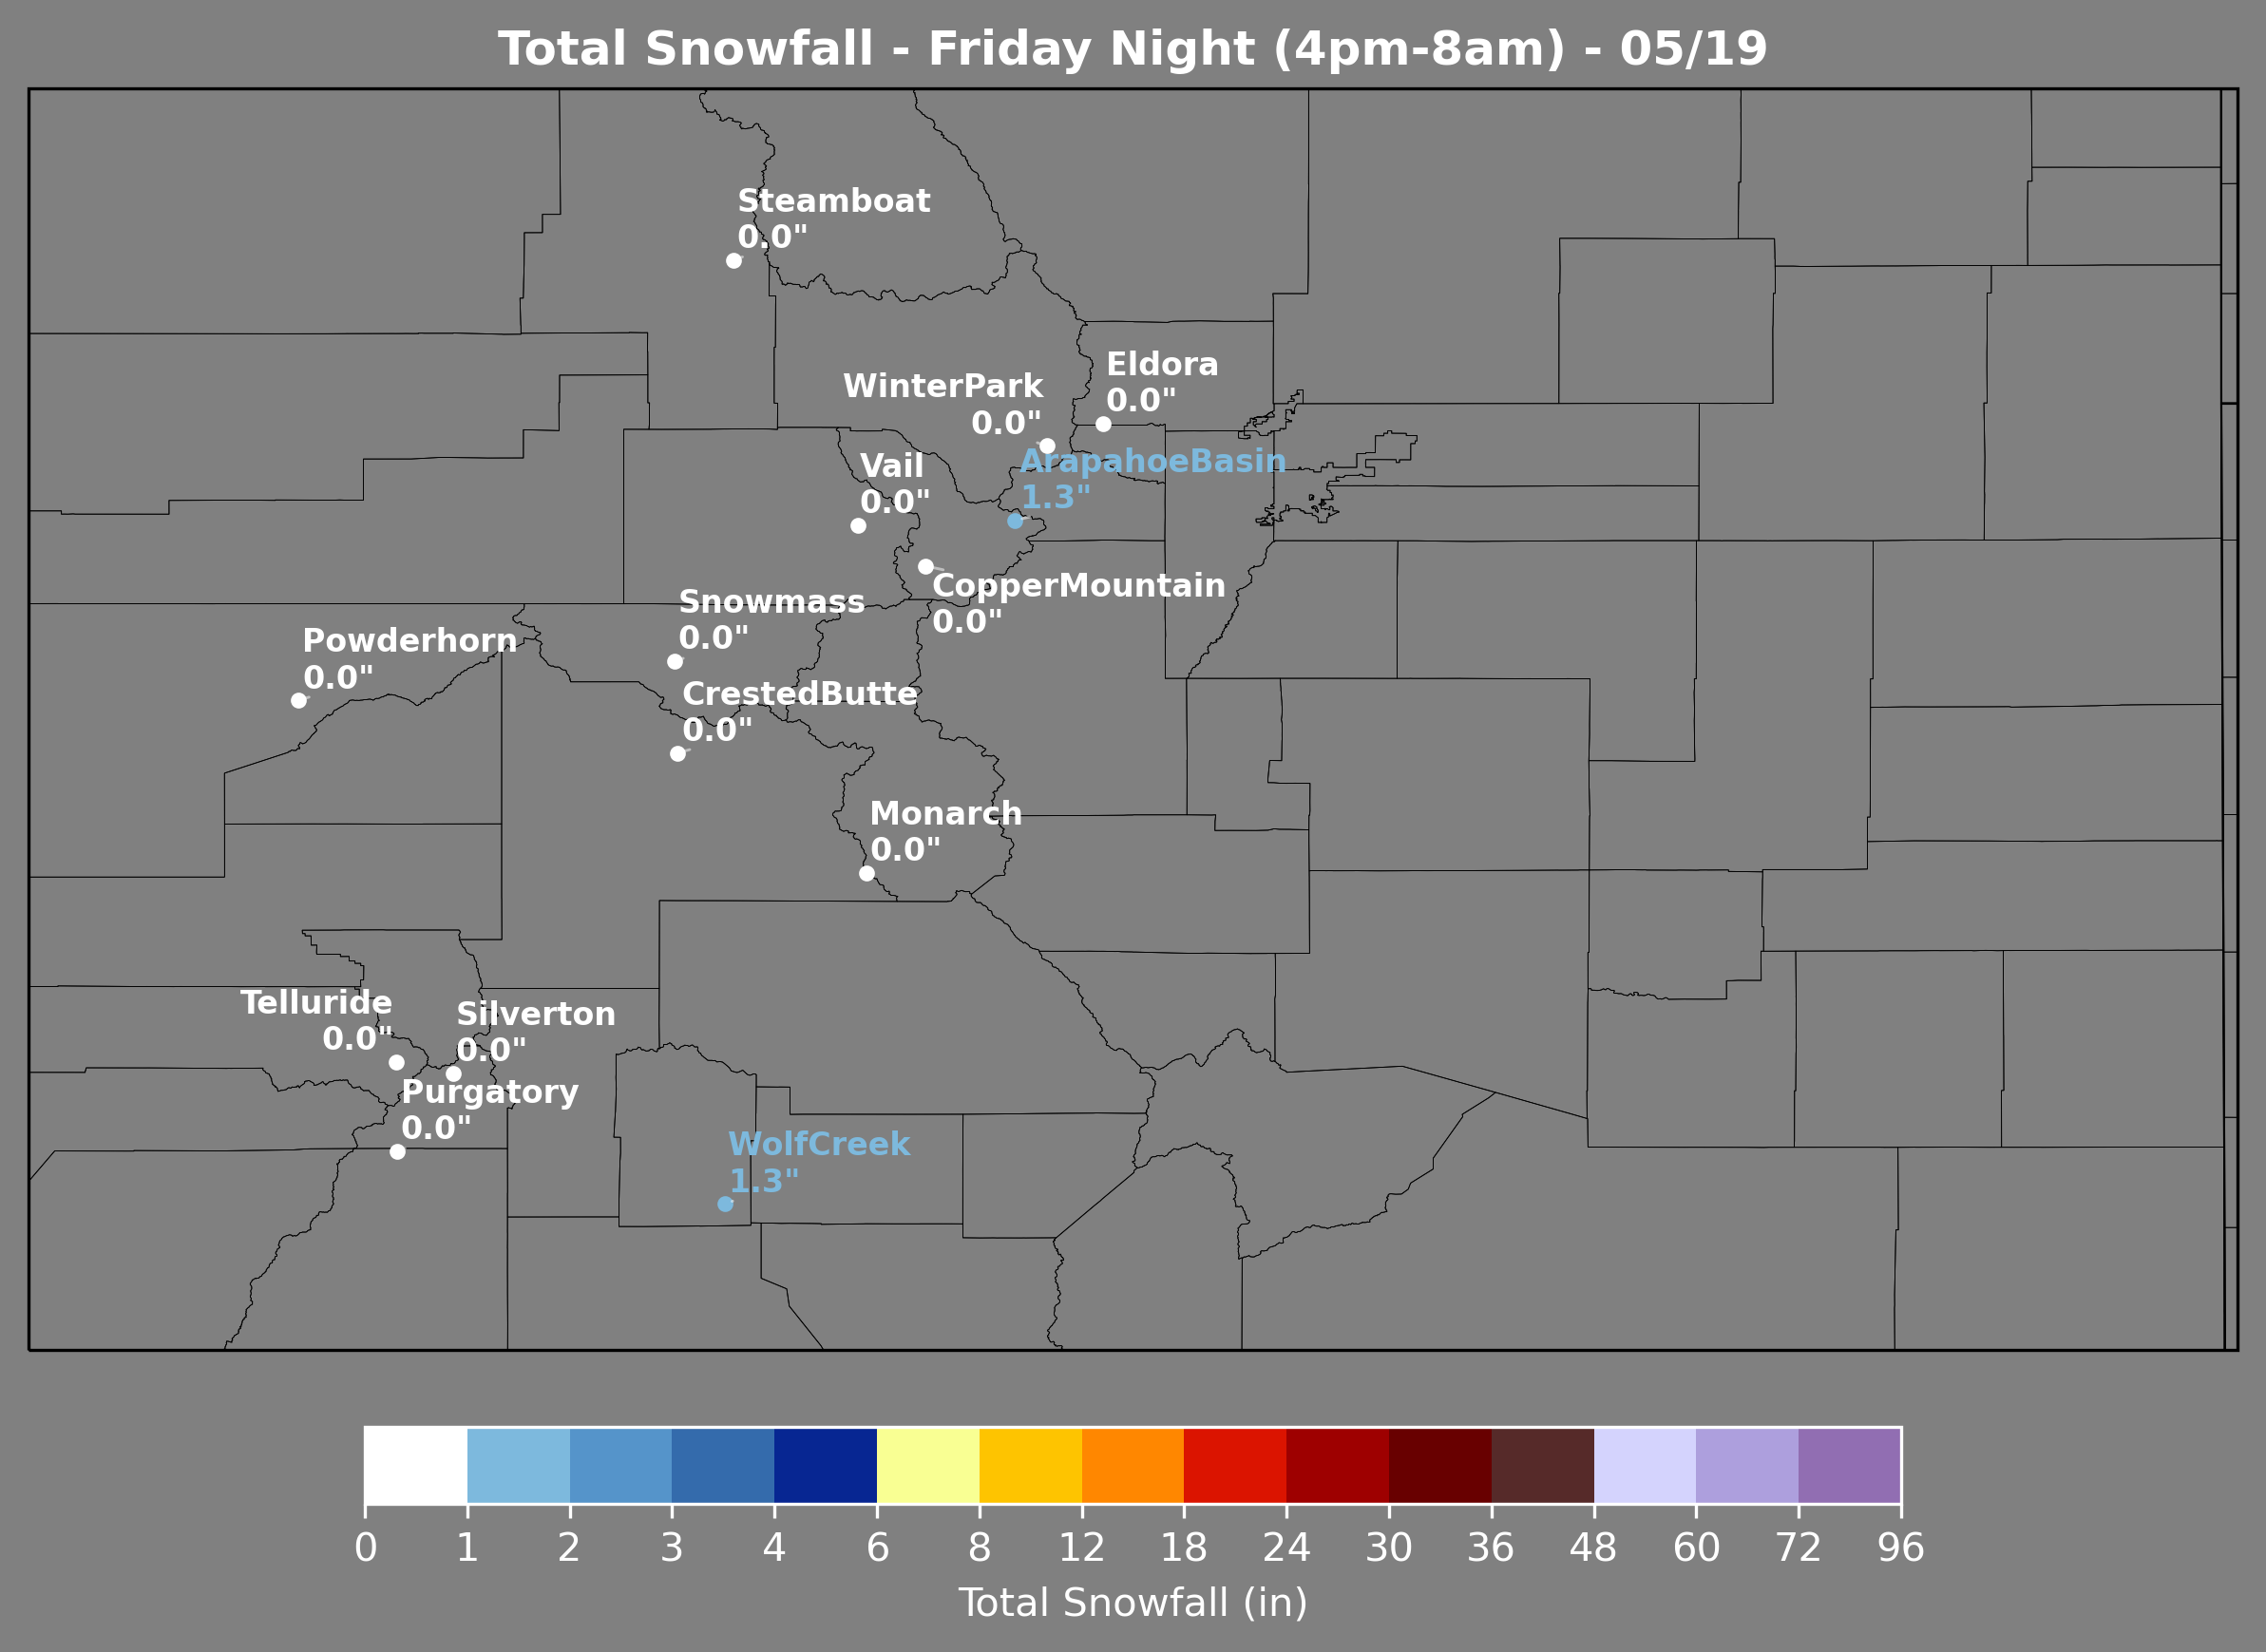 Total Snowfall - Friday Night (4pm-8am) - 05/19
Steamboat
0.0"
Eldora
0.0"
WinterPark
0.0"
ArapahoeBasin
1.3"
Vail
0.0"
CopperMountain
0.0"
Snowmass
0.0"
Powderhorn
0.0"
CrestedButte
0.0"
Monarch
0.0"
Telluride
0.0"
Silverton
0.0"
Purgatory
0.0"
WolfCreek
1.3"
0 1 2 3 4 6 8 12 18 24 30 36 48 60 72 96
Total Snowfall (in)